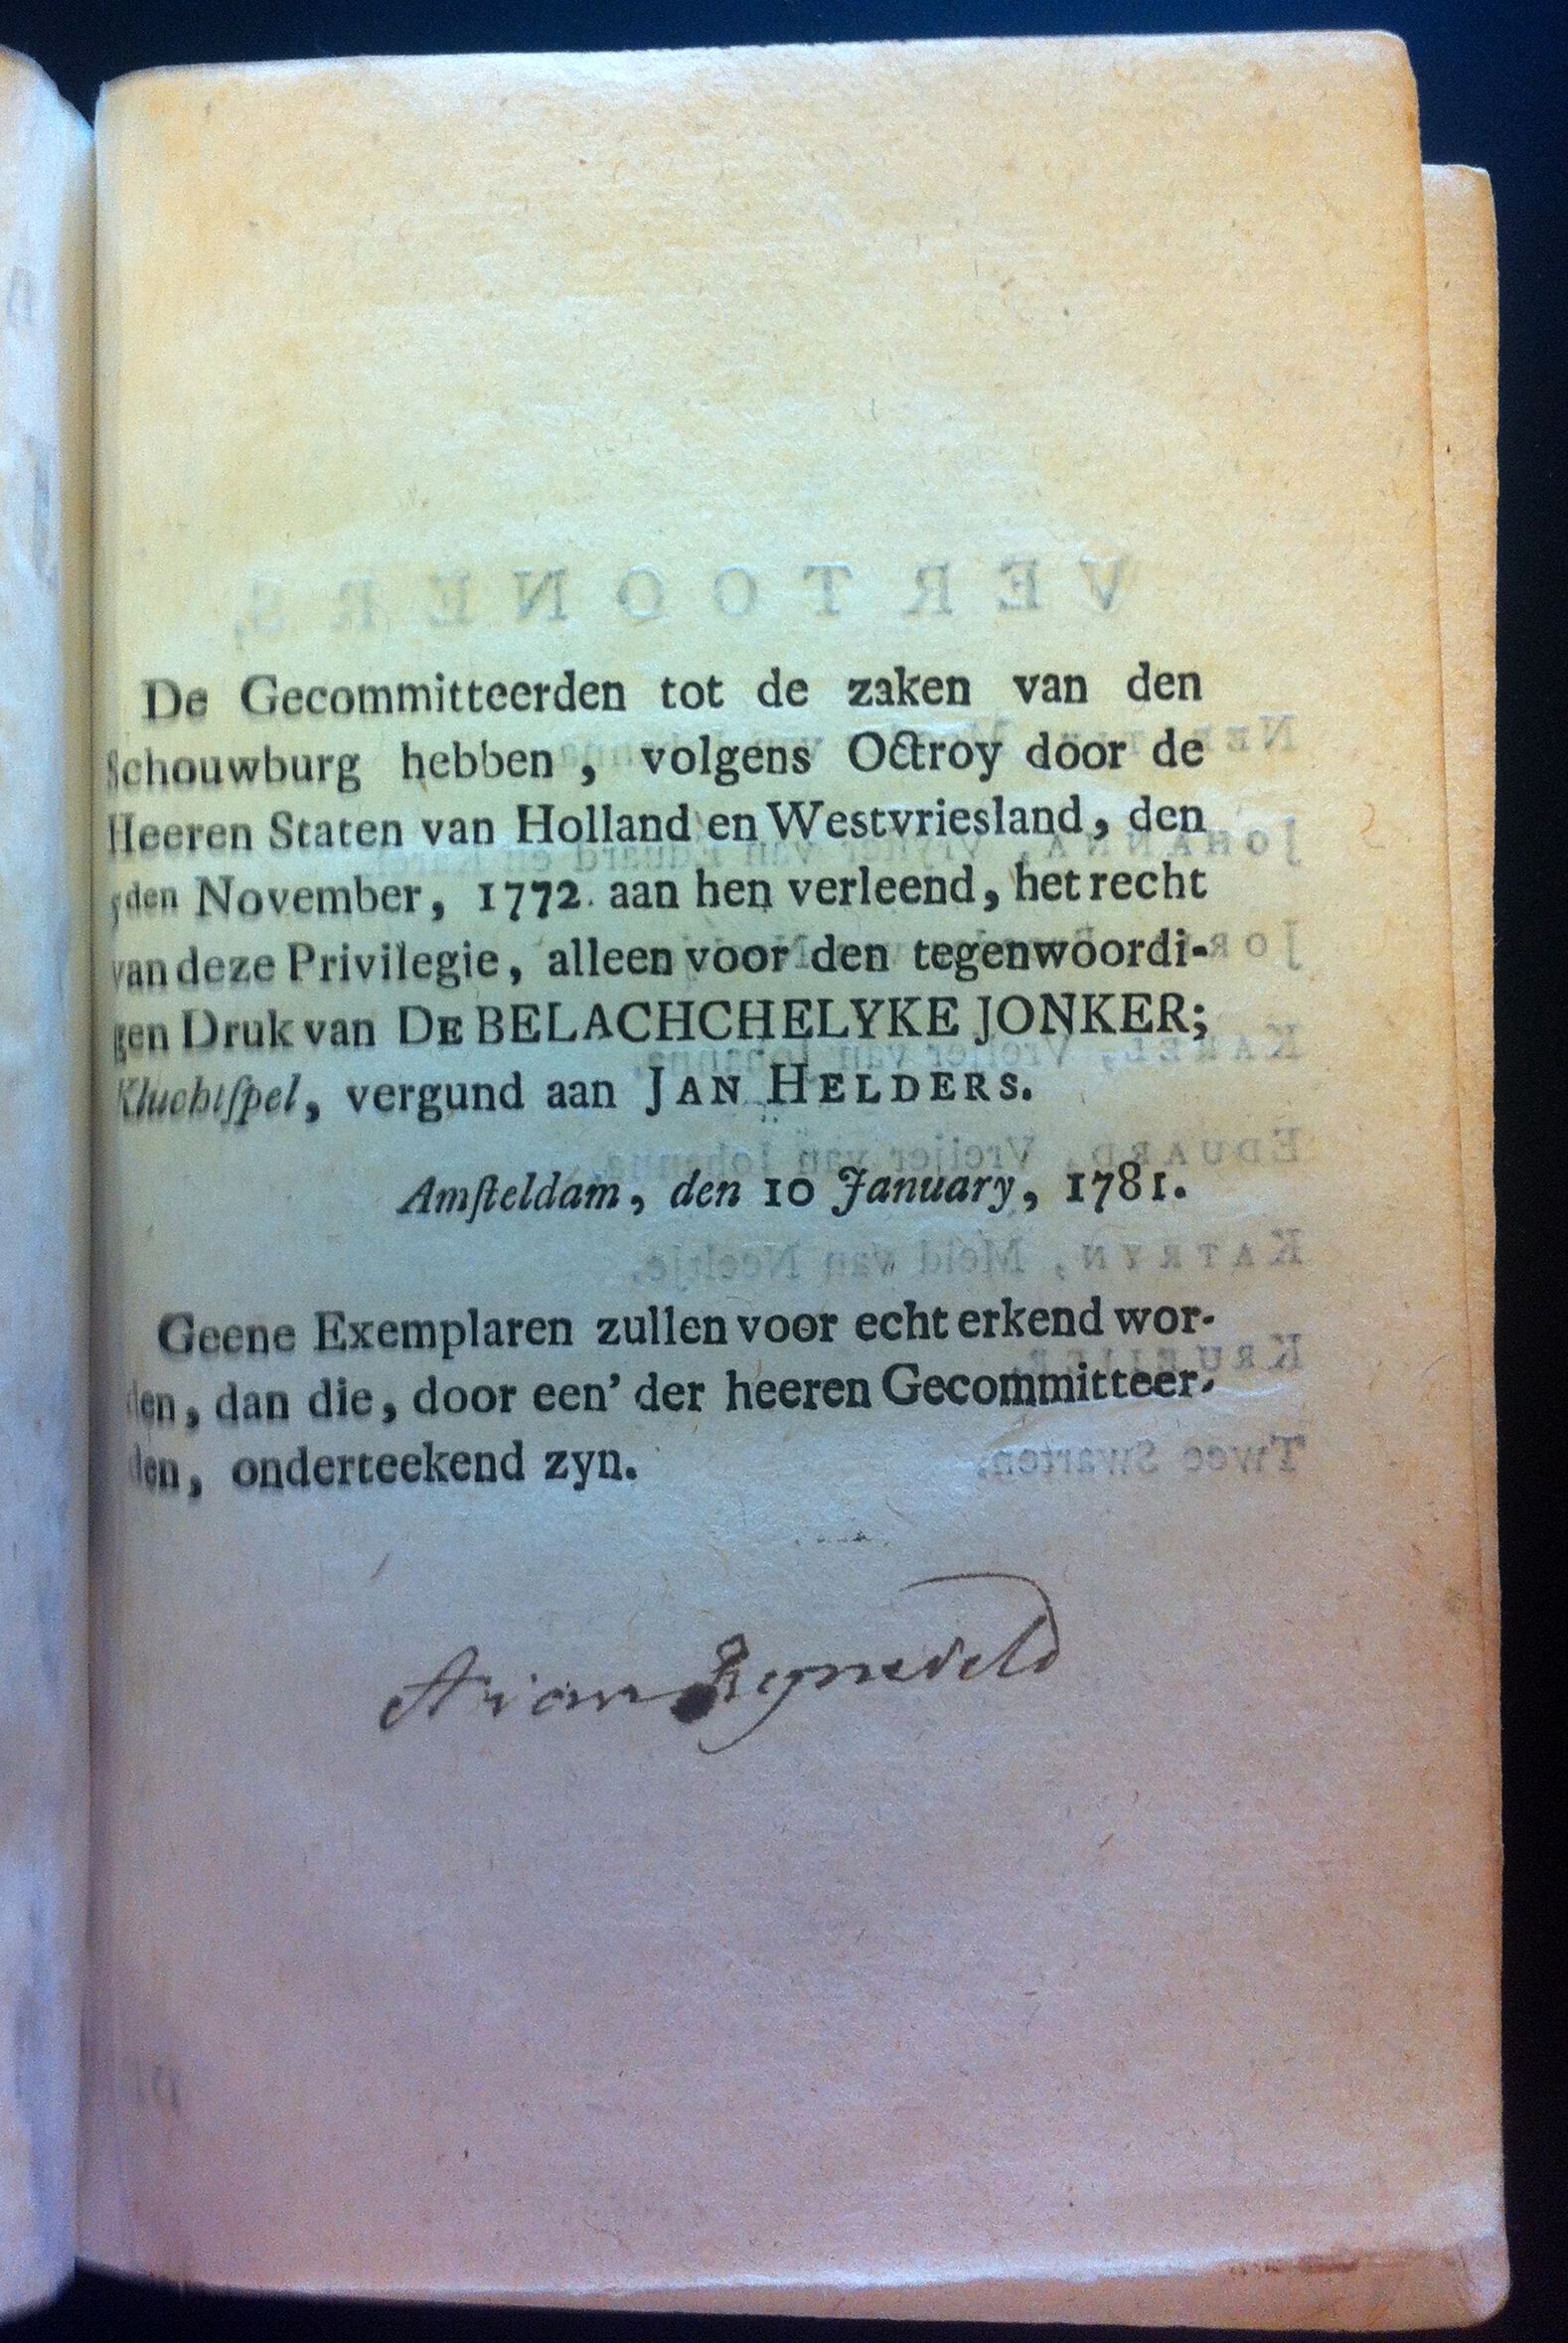 De Gecommitteerden tot de zaken van den
Schouwburg hebben, volgens Octroy door de
Heeren Staten van Holland en Westvriesland, den
November, 1772. aan hen verleend, het recht
van deze Privilegie, alleen voor den tegenwoordi-
gen Druk van DE BELACHCHELYKE JONKER;
Kluchtſpel, vergund aan JAN HELDERS.
Amſteldam, den 10 January, 1781.
Geene Exemplaren zullen voor echt erkend wor-
den, dan die, door een' der heeren Gecommitteer-
den, onderteekend zyn.